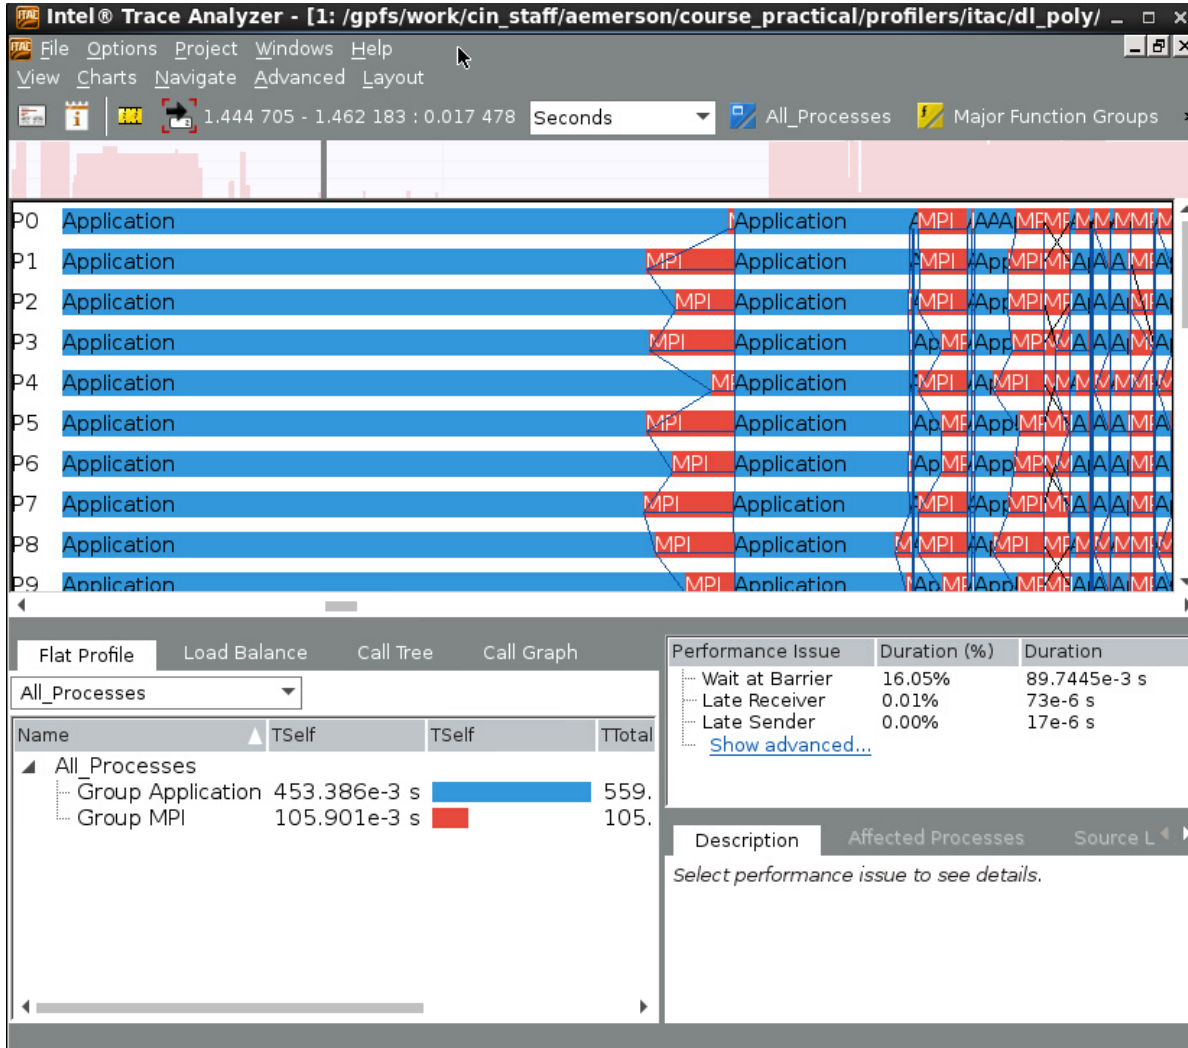 Intel® Trace Analyzer - [1: /gpfs/work/cin_staff/aemerson/course_practical/profilers/itac/dl_poly/
File Options Project Windows Help
View Charts Navigate Advanced Layout
1.444 705 - 1.462 183 : 0.017 478 Seconds All_Processes Major Function Groups
P0 Application Application MPI
P1 Application MPI Application MPI
P2 Application MPI Application MPI
P3 Application MPI Application
P4 Application Application MPI MPI
P5 Application MPI Application
P6 Application MPI Application
P7 Application MPI Application MPI MPI
P8 Application MPI Application MPI MPI
P9 Application MPI
Flat Profile Load Balance Call Tree Call Graph
All_Processes
Name TSelf TSelf TTotal
All_Processes
Group Application 453.386e-3 s 559.
Group MPI 105.901e-3 s 105.
Performance Issue Duration (%) Duration
Wait at Barrier 16.05% 89.7445e-3 s
Late Receiver 0.01% 73e-6 s
Late Sender 0.00% 17e-6 s
Show advanced...
Description Affected Processes Source L
Select performance issue to see details.